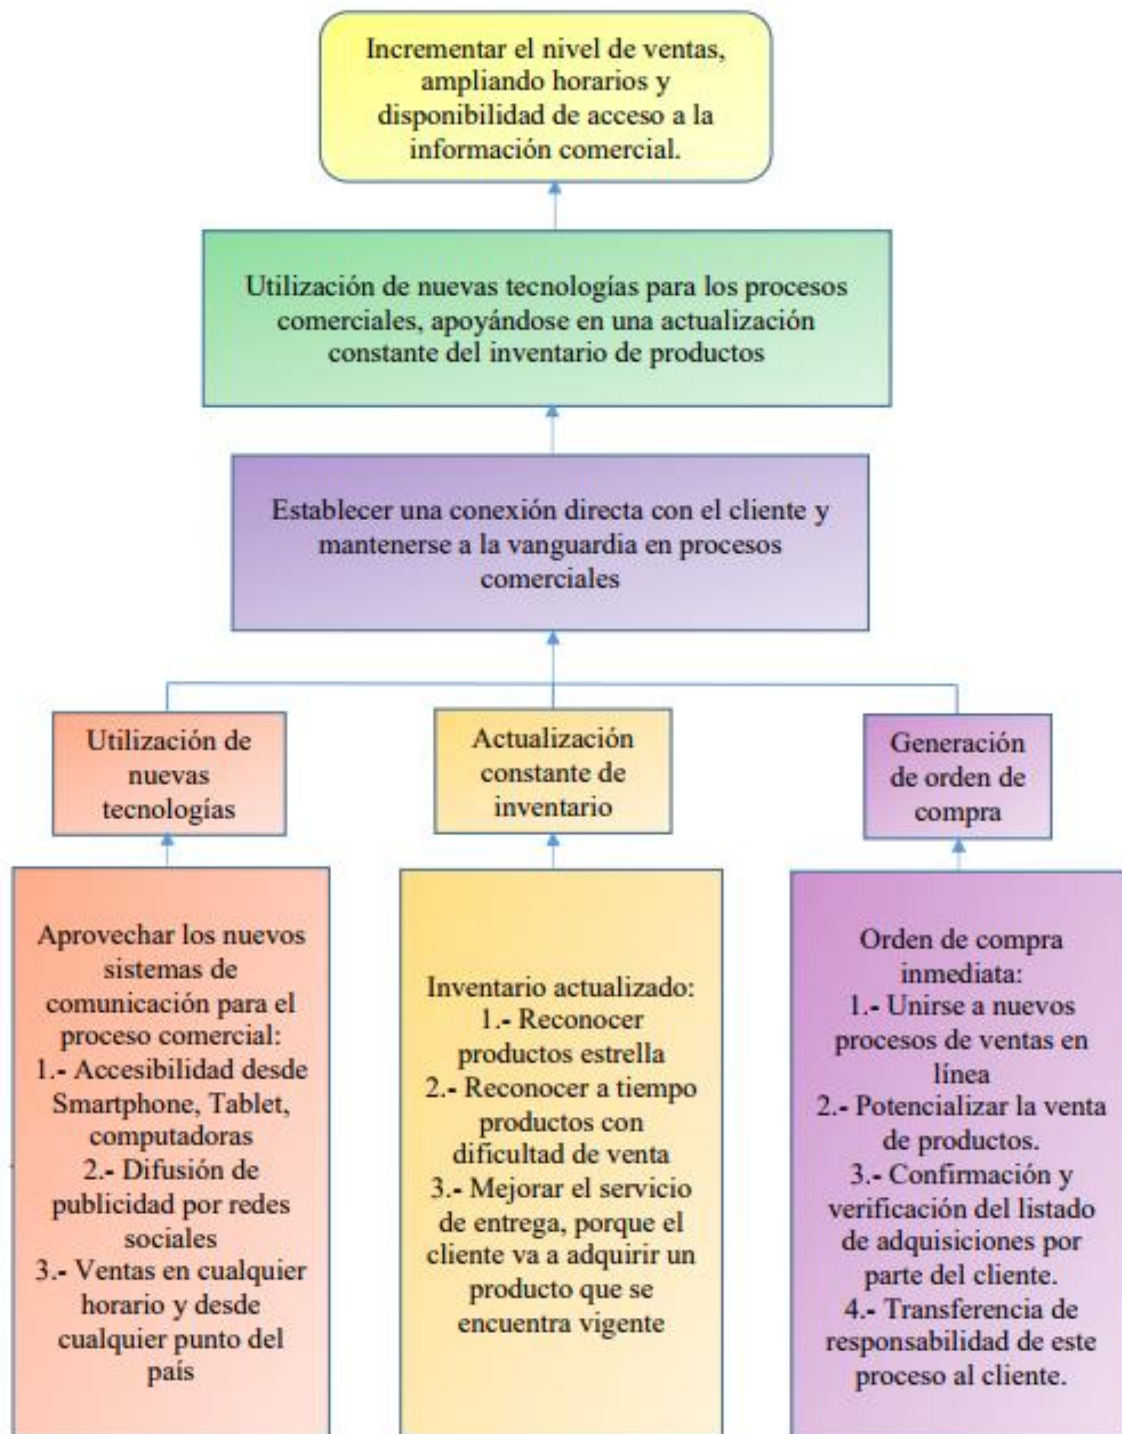 Incrementar el nivel de ventas,
ampliando horarios y
disponibilidad de acceso a la
información comercial.
Utilización de nuevas tecnologías para los procesos
comerciales, apoyándose en una actualización
constante del inventario de productos
Establecer una conexión directa con el cliente y
mantenerse a la vanguardia en procesos
comerciales
Utilización de
nuevas
tecnologías
Actualización
constante de
inventario
Generación
de orden de
compra
Aprovechar los nuevos
sistemas de
comunicación para el
proceso comercial:
1.- Accesibilidad desde
Smartphone, Tablet,
computadoras
2.- Difusión de
publicidad por redes
sociales
3.- Ventas en cualquier
horario y desde
cualquier punto del
país
Inventario actualizado:
1.- Reconocer
productos estrella
2.- Reconocer a tiempo
productos con
dificultad de venta
3.- Mejorar el servicio
de entrega, porque el
cliente va a adquirir un
producto que se
encuentra vigente
Orden de compra
inmediata:
1.- Unirse a nuevos
procesos de ventas en
línea
2.- Potencializar la venta
de productos.
3.- Confirmación y
verificación del listado
de adquisiciones por
parte del cliente.
4.- Transferencia de
responsabilidad de este
proceso al cliente.